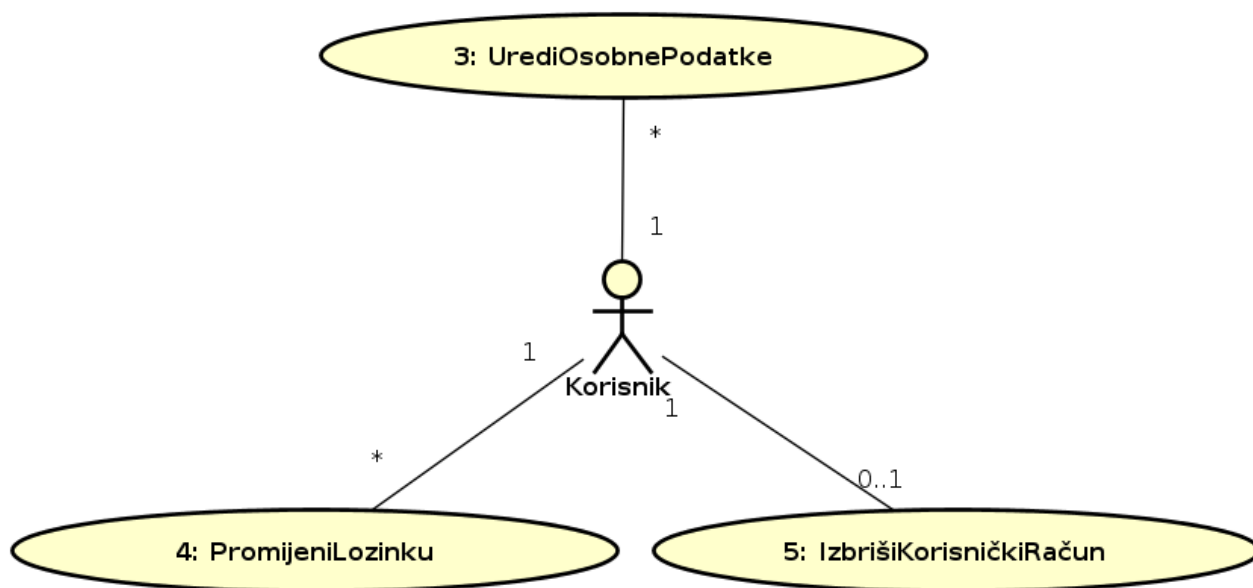 3: UrediOsobnePodatke
*
1
1
Korisnik
1
*
0..1
4: PromijeniLozinku
5: IzbrišiKorisničkiRačun